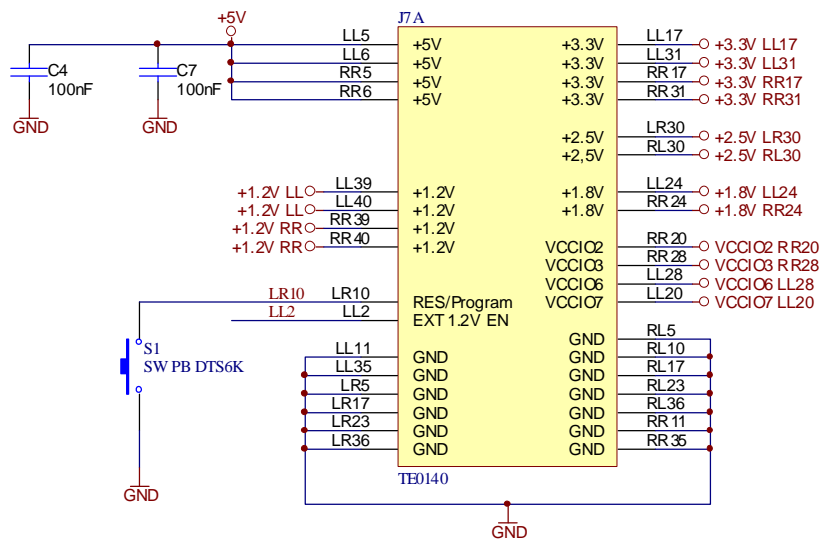 +5V
J7A
LL5 +5V +3.3V LL17 +3.3V LL17
LL6 +5V +3.3V LL31 +3.3V LL31
RR5 +5V +3.3V RR17 +3.3V RR17
RR6 +5V +3.3V RR31 +3.3V RR31
C4
100nF
C7
100nF
GND
GND
+2.5V LR30 +2.5V LR30
+2,5V RL30 +2.5V RL30
+1.2V LL LL39 +1.2V +1.8V LL24 +1.8V LL24
+1.2V LL LL40 +1.2V +1.8V RR24 +1.8V RR24
+1.2V RR RR39 +1.2V
+1.2V RR RR40 +1.2V VCCIO2 RR20 VCCIO2 RR20
VCCIO3 RR28 VCCIO3 RR28
VCCIO6 LL28 VCCIO6 LL28
VCCIO7 LL20 VCCIO7 LL20
LR10 LR10 RES/Program
LL2 LL2 EXT 1.2V EN
S1
SW PB DTS6K
GND RL5
LL11 GND GND RL10
LL35 GND GND RL17
LR5 GND GND RL23
LR17 GND GND RL36
LR23 GND GND RR11
LR36 GND GND RR35
TE0140
GND
GND